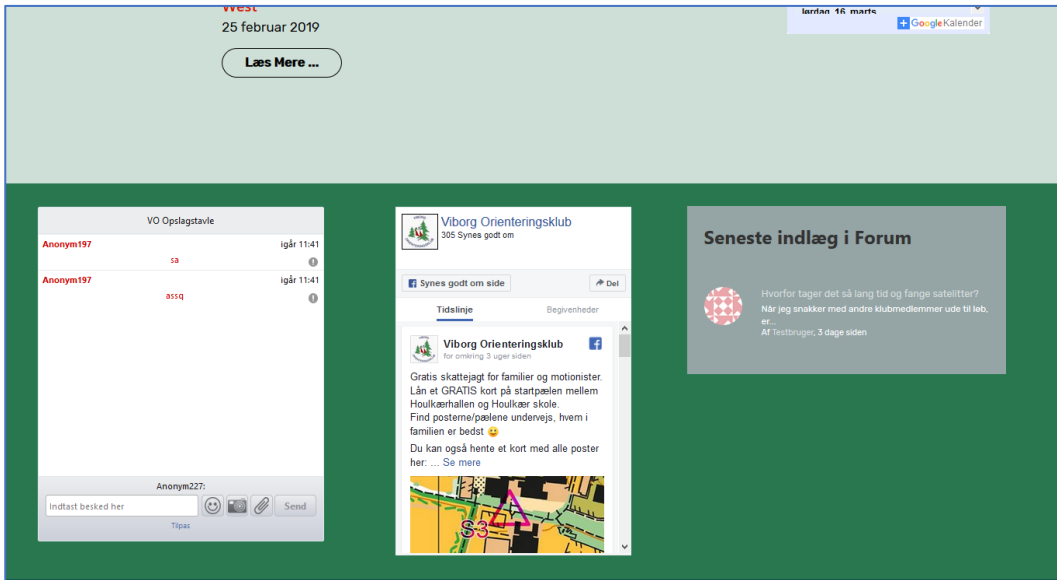 West
25 februar 2019
Læs Mere ...
lørdag 16 marts
+ GoogleKalender
VO Opslagstavle
Anonym197 igår 11:41
sa
Anonym197 igår 11:41
assq
Anonym227:
Indtast besked her Send
Tilpas
Viborg Orienteringsklub
305 Synes godt om
Synes godt om side Del
Tidslinje Begivenheder
Viborg Orienteringsklub
for omkring 3 uger siden
Gratis skattejagt for familier og motionister.
Lån et GRATIS kort på startpælen mellem
Houlkærhallen og Houlkær skole.
Find posterne/pælene undervejs, hvem i
familien er bedst
Du kan også hente et kort med alle poster
her: ... Se mere
S3
Seneste indlæg i Forum
Hvorfor tager det så lang tid og fange satelitter?
Når jeg snakker med andre klubmedlemmer ude til løb,
er...
Af Testbruger, 3 dage siden